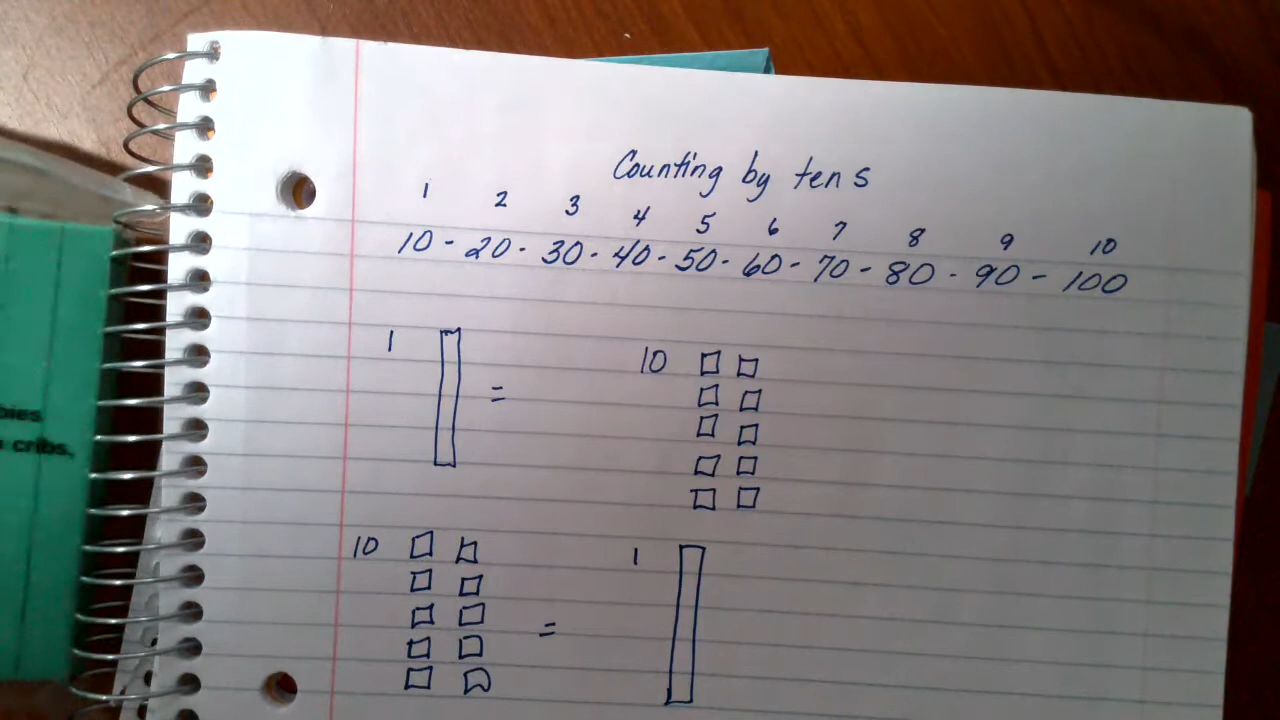 Counting by tens
1 2 3 4 5 6 7 8 9 10
10 - 20 - 30 - 40 - 50 - 60 - 70 - 80 - 90 - 100
1 = 10
10 = 1
cribs,